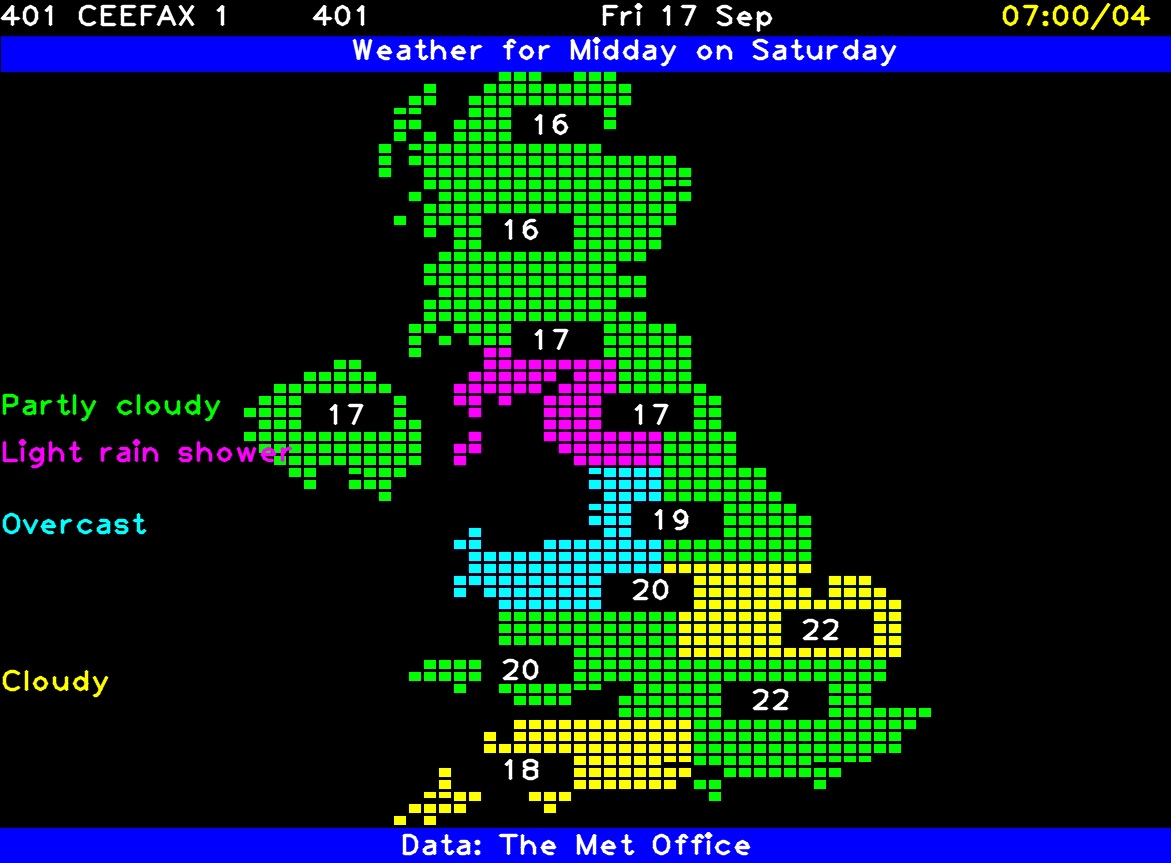 401 CEEFAX 1 401 Fri 17 Sep 07:00/04
Weather for Midday on Saturday
16
16
17
Partly cloudy 17 17
Light rain shower
Overcast 19
20
22
20
Cloudy
22
18
Data: The Met Office